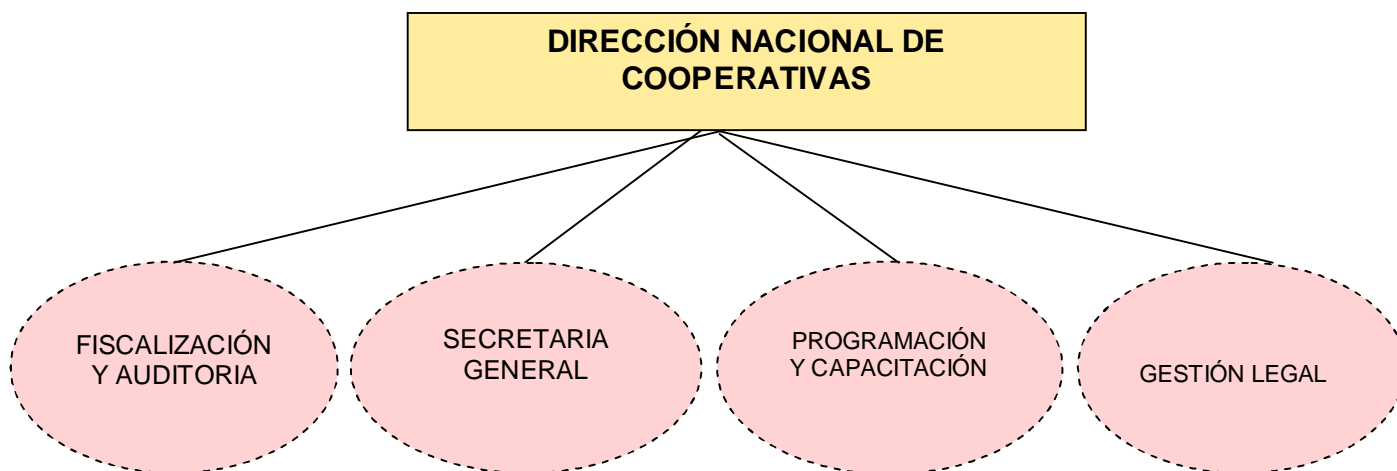 DIRECCIÓN NACIONAL DE
COOPERATIVAS
FISCALIZACIÓN
Y AUDITORIA
SECRETARIA
GENERAL
PROGRAMACIÓN
Y CAPACITACIÓN
GESTIÓN LEGAL